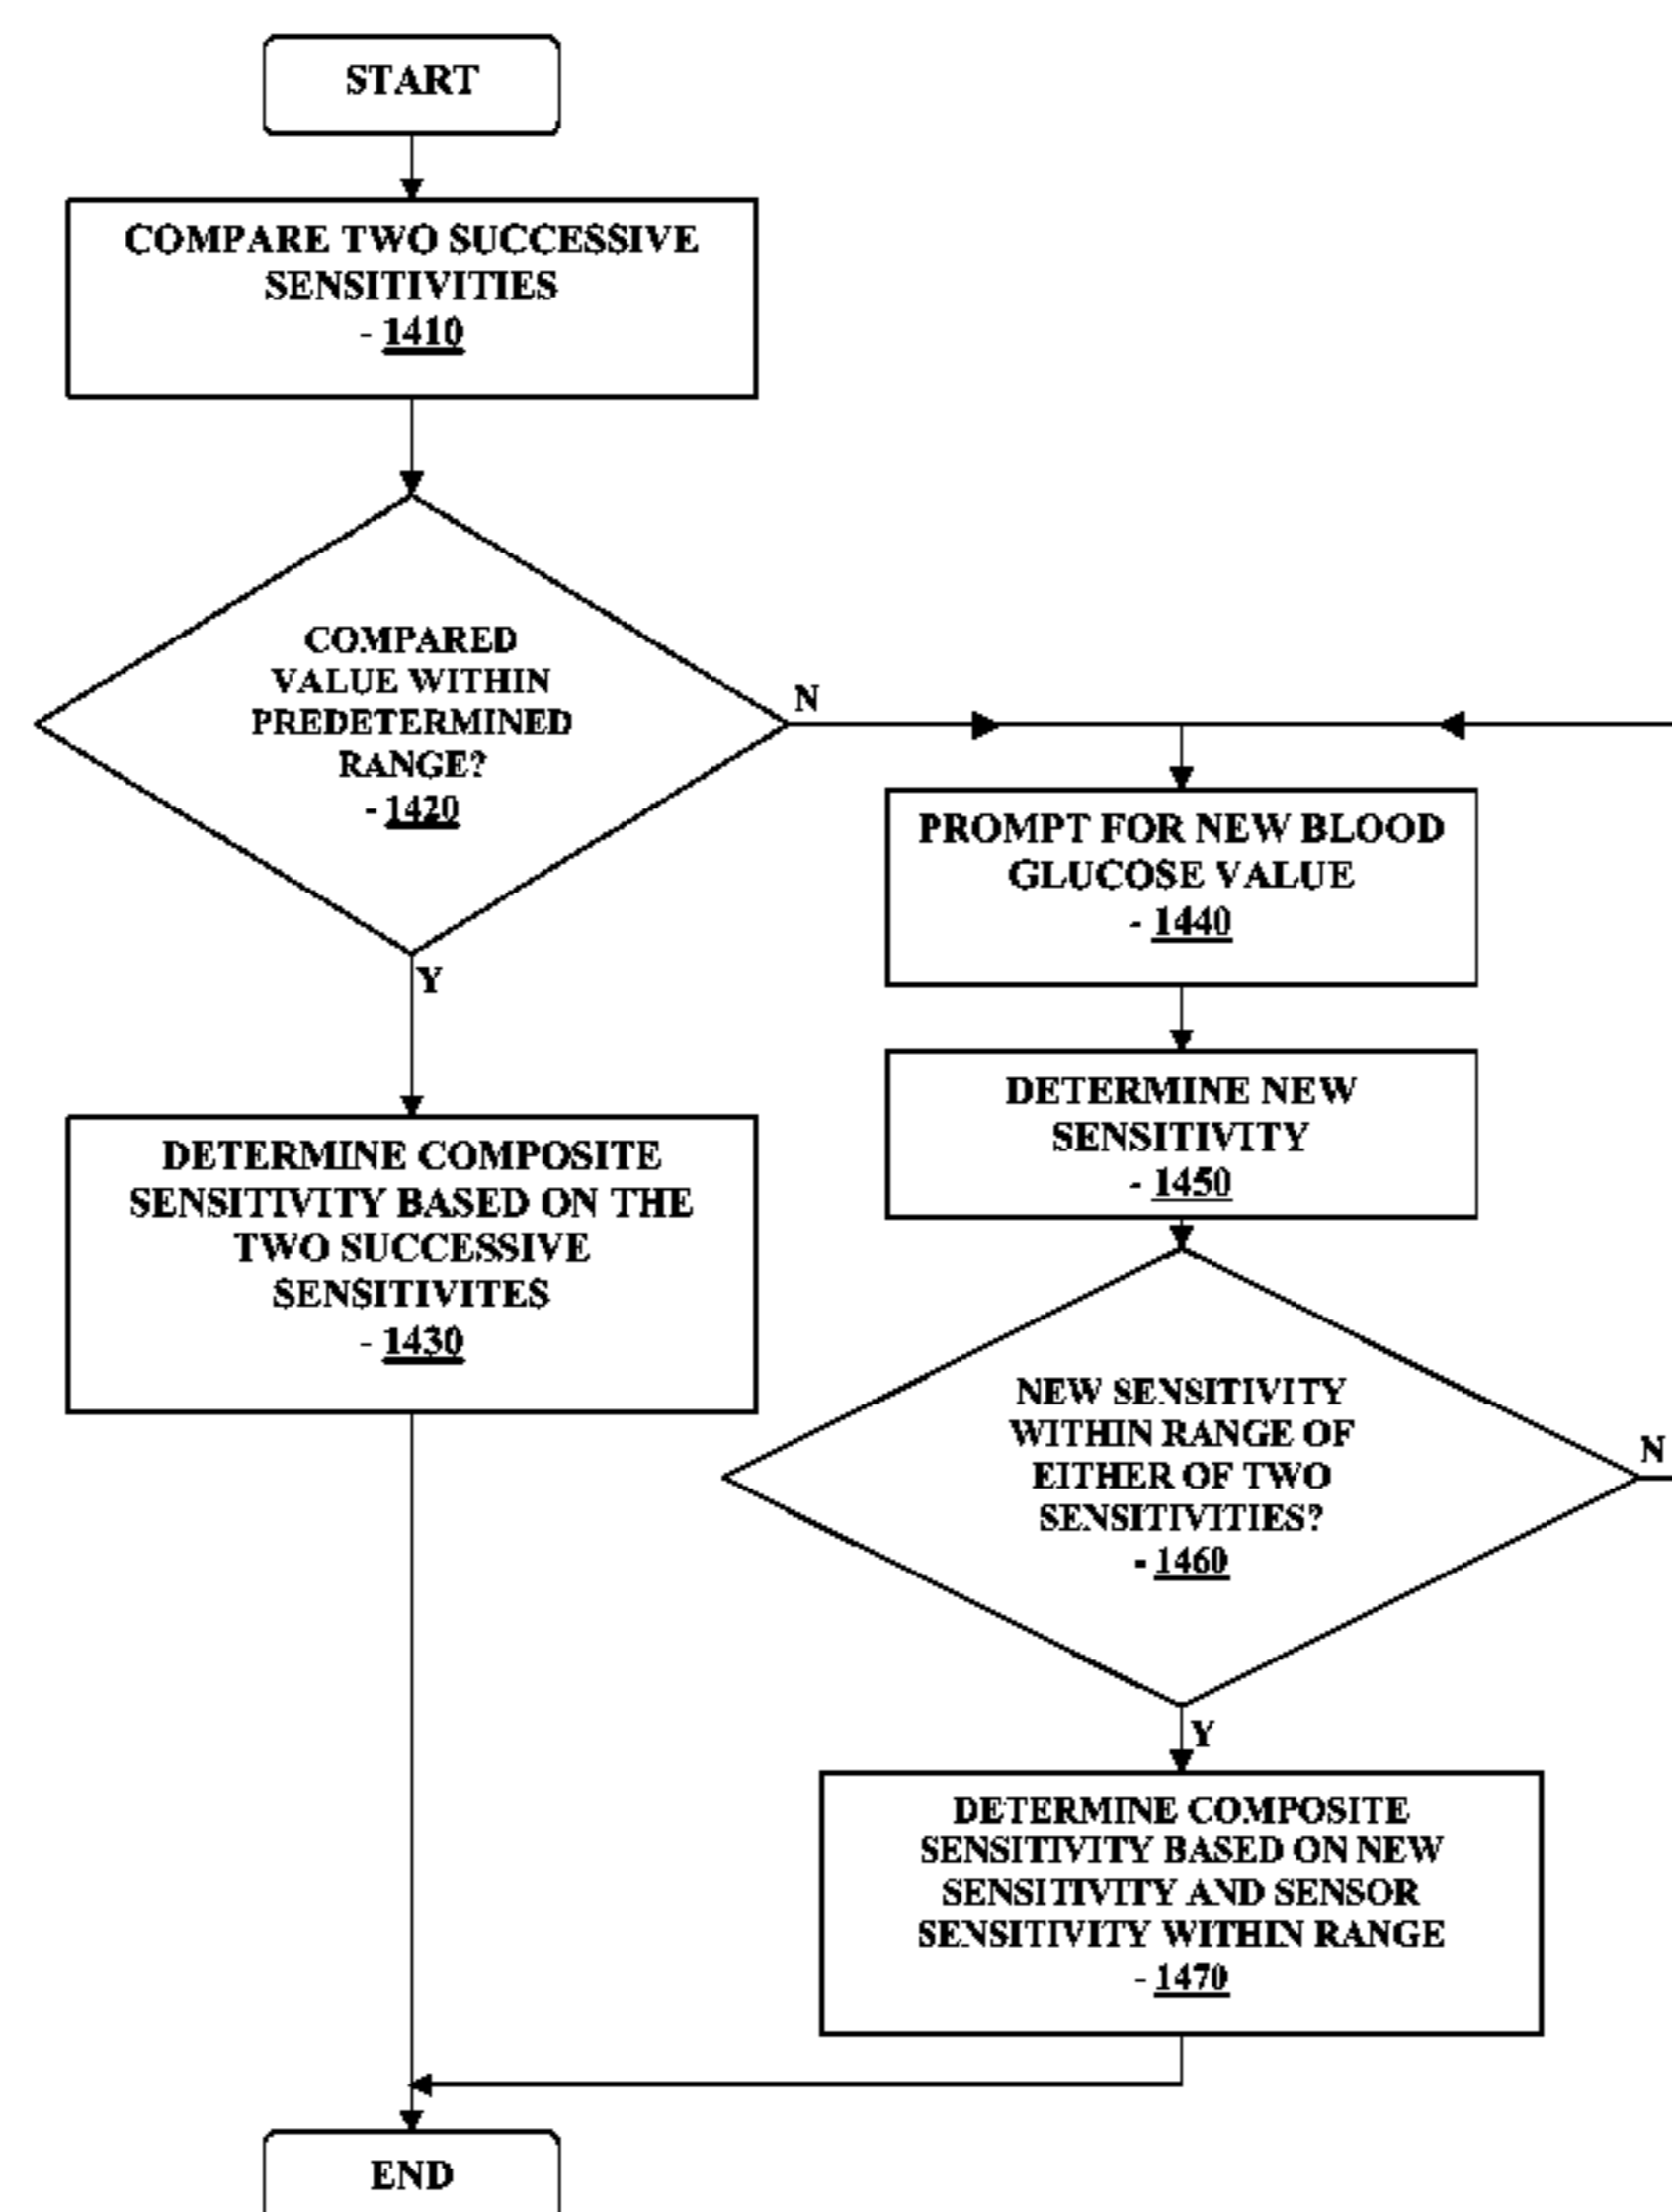 START
COMPARE TWO SUCCESSIVE
SENSITIVITIES
- 1410
COMPARED
VALUE WITHIN
PREDETERMINED
RANGE?
- 1420
N
Y
DETERMINE COMPOSITE
SENSITIVITY BASED ON THE
TWO SUCCESSIVE
SENSITIVITES
- 1430
PROMPT FOR NEW BLOOD
GLUCOSE VALUE
- 1440
DETERMINE NEW
SENSITIVITY
- 1450
NEW SENSITIVITY
WITHIN RANGE OF
EITHER OF TWO
SENSITIVITIES?
- 1460
N
Y
DETERMINE COMPOSITE
SENSITIVITY BASED ON NEW
SENSITIVITY AND SENSOR
SENSITIVITY WITHIN RANGE
- 1470
END